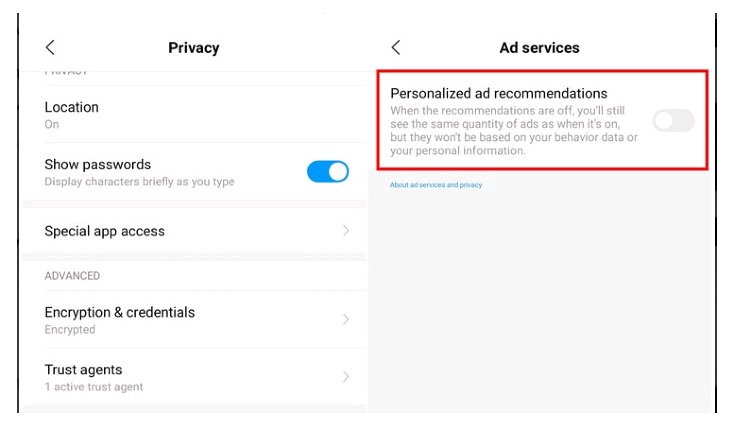 Privacy
PRIVACY
Location
On
Show passwords
Display characters briefly as you type
Special app access
ADVANCED
Encryption & credentials
Encrypted
Trust agents
1 active trust agent
Ad services
Personalized ad recommendations
When the recommendations are off, you'll still
see the same quantity of ads as when it's on,
but they won't be based on your behavior data or
your personal information.
About ad services and privacy